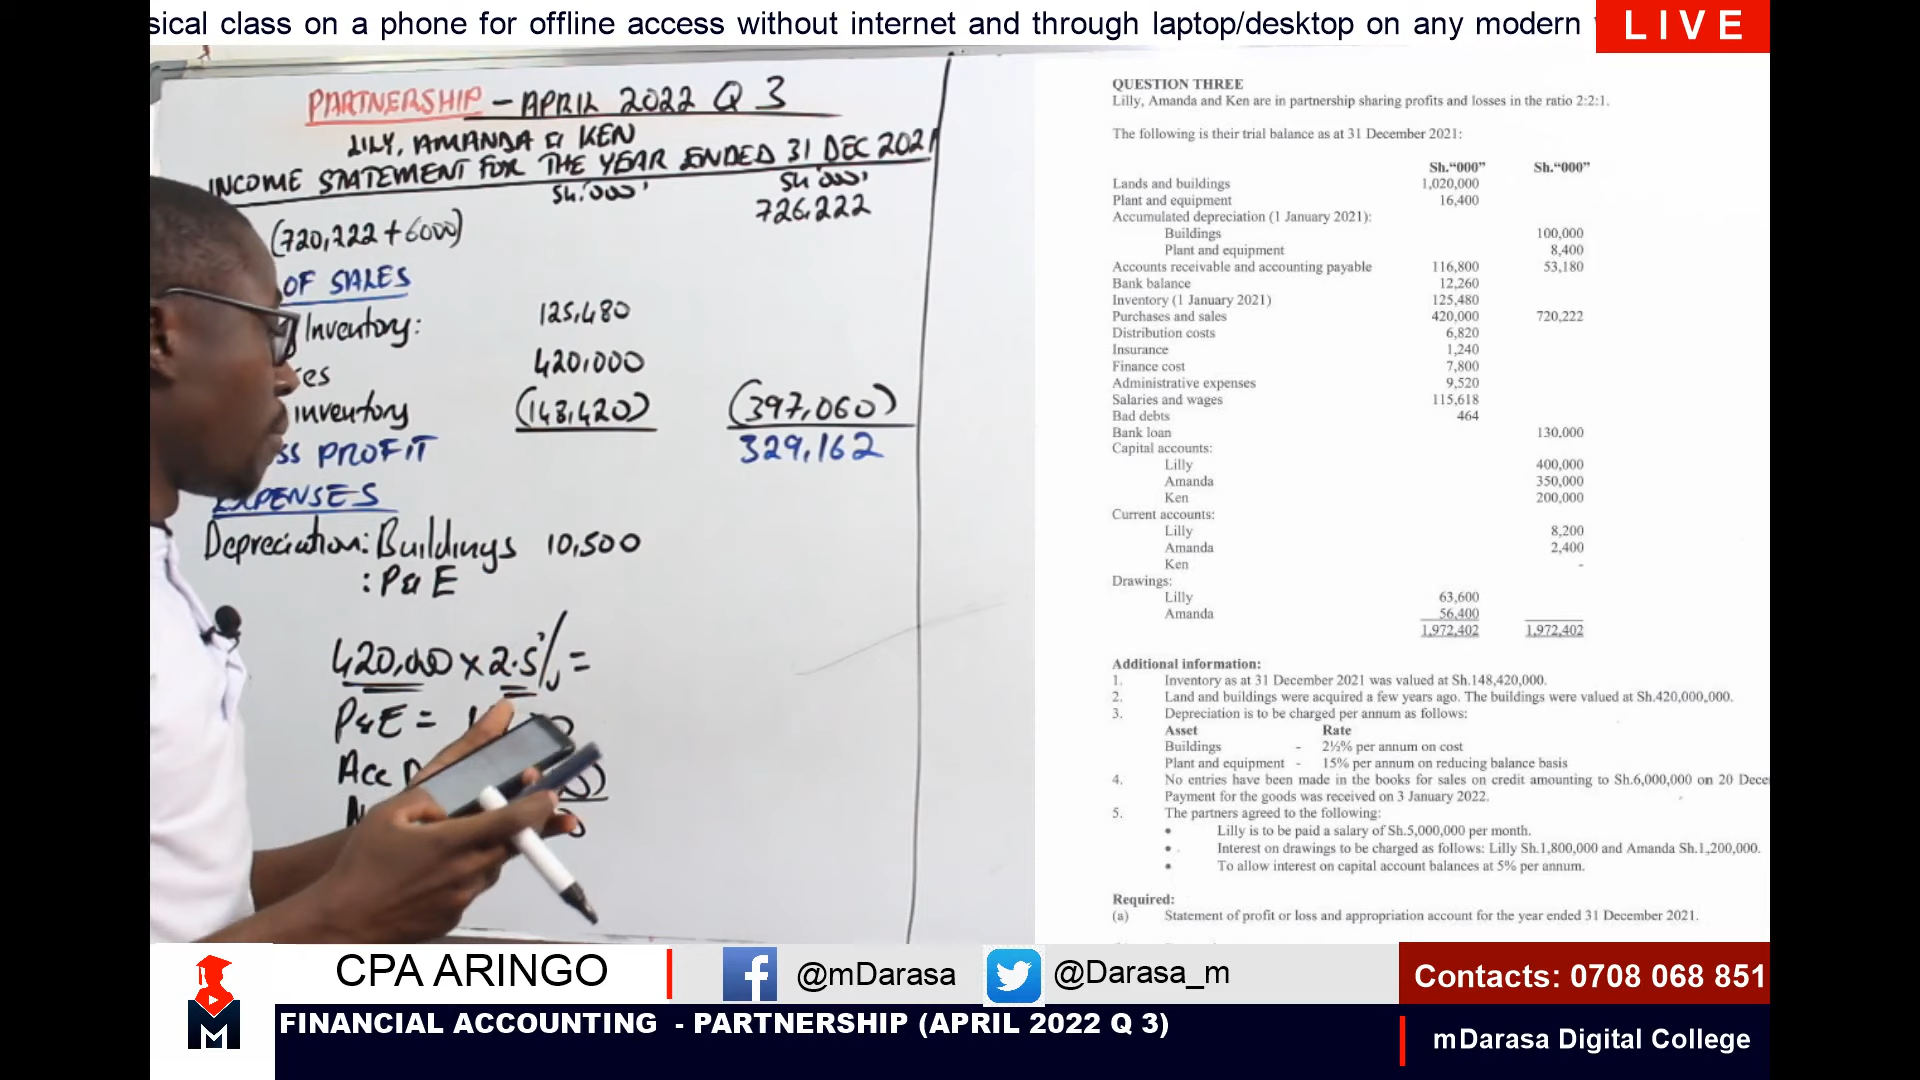 sical class on a phone for offline access without internet and through laptop/desktop on any modern
LIVE
PARTNERSHIP - APRIL 2022 Q 3
LILY, AMANDA & KEN
INCOME STATEMENT FOR THE YEAR ENDED 31 DEC 2021
Sh.'000' Sh'000'
726,222
(720,222 + 6000)
OF SALES
Inventory: 125,480
420,000
inventory (148,420) (397,060)
SS PROFIT 329,162
EXPENSES
Depreciation: Buildings 10,500
: P & E
420,000 x 2.5% =
P & E =
Acc
QUESTION THREE
Lilly, Amanda and Ken are in partnership sharing profits and losses in the ratio 2:2:1.
The following is their trial balance as at 31 December 2021:
Sh."000" Sh."000"
Lands and buildings 1,020,000
Plant and equipment 16,400
Accumulated depreciation (1 January 2021):
Buildings 100,000
Plant and equipment 8,400
Accounts receivable and accounting payable 116,800 53,180
Bank balance 12,260
Inventory (1 January 2021) 125,480
Purchases and sales 420,000 720,222
Distribution costs 6,820
Insurance 1,240
Finance cost 7,800
Administrative expenses 9,520
Salaries and wages 115,618
Bad debts 464
Bank loan 130,000
Capital accounts:
Lilly 400,000
Amanda 350,000
Ken 200,000
Current accounts:
Lilly 8,200
Amanda 2,400
Ken -
Drawings:
Lilly 63,600
Amanda 56,400
1,972,402 1,972,402
Additional information:
1. Inventory as at 31 December 2021 was valued at Sh.148,420,000.
2. Land and buildings were acquired a few years ago. The buildings were valued at Sh.420,000,000.
3. Depreciation is to be charged per annum as follows:
Asset Rate
Buildings - 2½% per annum on cost
Plant and equipment - 15% per annum on reducing balance basis
4. No entries have been made in the books for sales on credit amounting to Sh.6,000,000 on 20 Dece
Payment for the goods was received on 3 January 2022.
5. The partners agreed to the following:
• Lilly is to be paid a salary of Sh.5,000,000 per month.
• Interest on drawings to be charged as follows: Lilly Sh.1,800,000 and Amanda Sh.1,200,000.
• To allow interest on capital account balances at 5% per annum.
Required:
(a) Statement of profit or loss and appropriation account for the year ended 31 December 2021.
CPA ARINGO
@mDarasa
@Darasa_m
Contacts: 0708 068 851
M
FINANCIAL ACCOUNTING - PARTNERSHIP (APRIL 2022 Q 3)
mDarasa Digital College